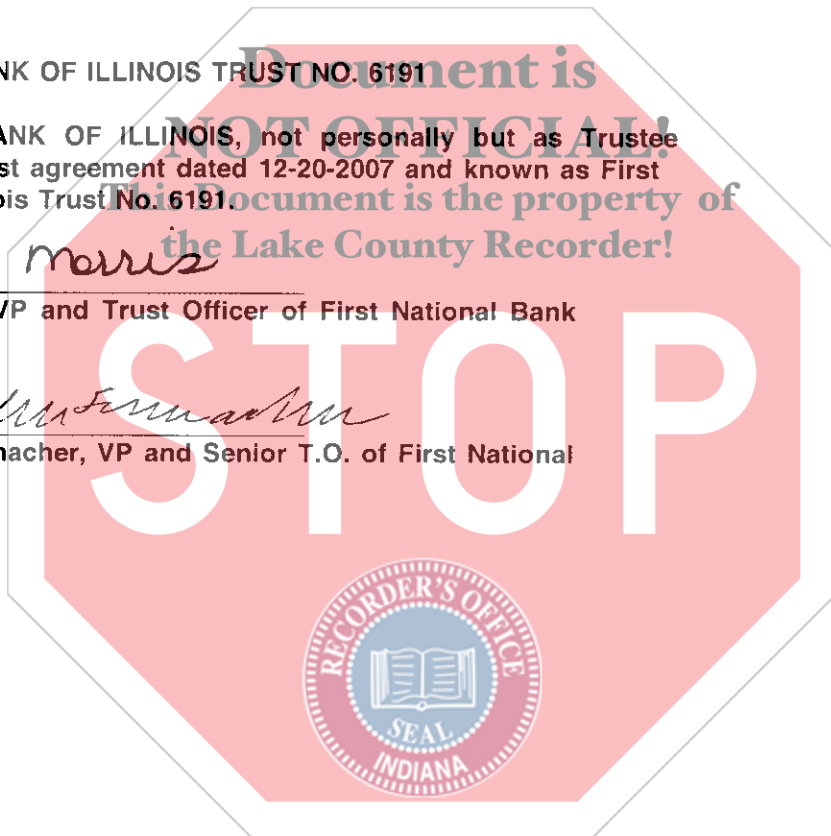 NK OF ILLINOIS TRUST NO. 6191
Document is
ANK OF ILLINOIS, not personally but as Trustee
NOT OFFICIAL!
st agreement dated 12-20-2007 and known as First
ois Trust No. 6191.
This Document is the property of
the Lake County Recorder!
Morris
VP and Trust Officer of First National Bank
STOP
acher, VP and Senior T.O. of First National
RECORDER'S OFFICE
SEAL
INDIANA